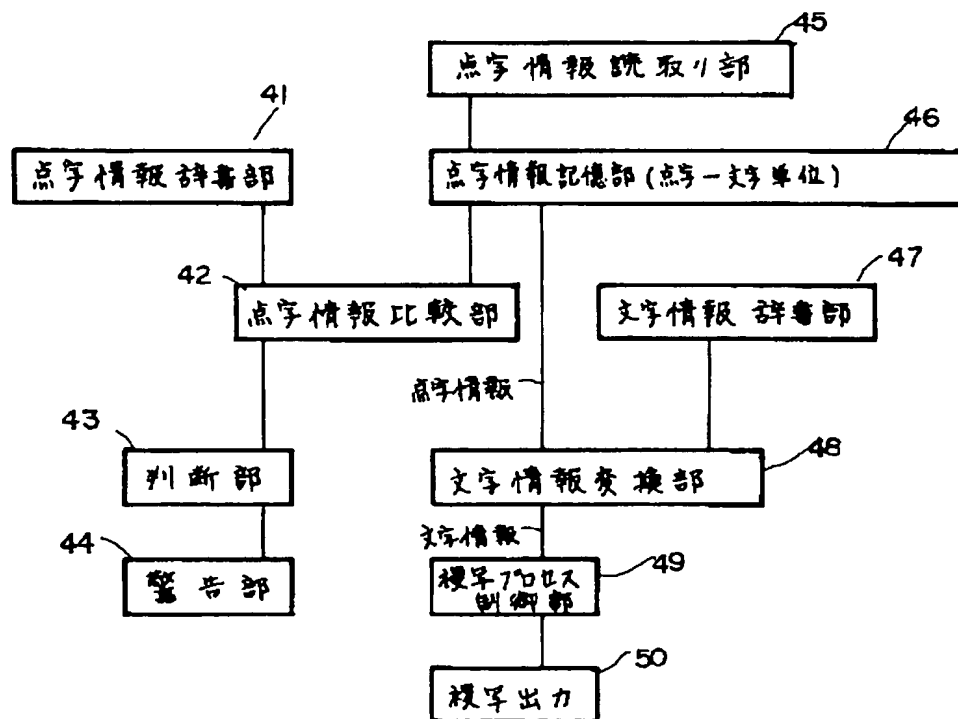 45
点字情報読取り部
41
46
点字情報辞書部
点字情報記憶部(点字一文字単位)
42
47
点字情報比較部
文字情報辞書部
点字情報
43
48
判断部
文字情報変換部
44
文字情報
49
警告部
複写プロセス
制御部
50
複写出力